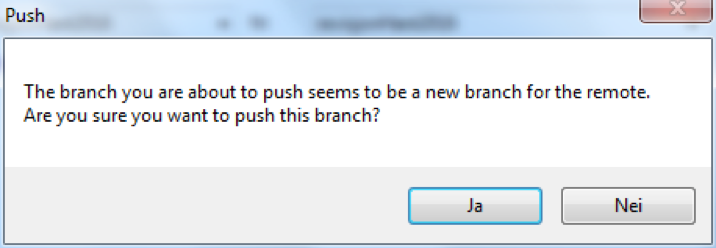 Push
The branch you are about to push seems to be a new branch for the remote.
Are you sure you want to push this branch?
Ja
Nei